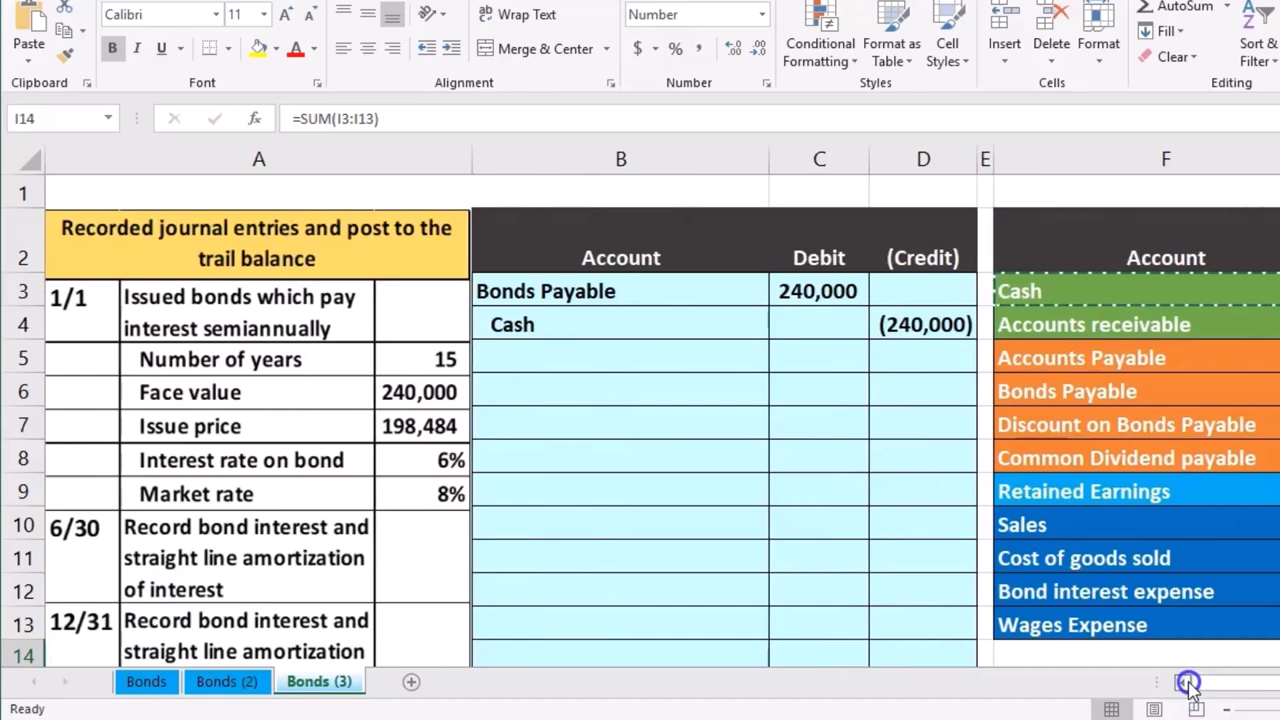 Calibri 11 Wrap Text Number AutoSum
Paste B I U Merge & Center $ % Conditional Formatting Format as Table Cell Styles Insert Delete Format Fill Clear Sort & Filter
Clipboard Font Alignment Number Styles Cells Editing
I14 fx =SUM(I3:I13)
A B C D E F
1
2 Recorded journal entries and post to the trail balance Account Debit (Credit) Account
3 1/1 Issued bonds which pay Bonds Payable 240,000 Cash
4 interest semiannually Cash (240,000) Accounts receivable
5 Number of years 15 Accounts Payable
6 Face value 240,000 Bonds Payable
7 Issue price 198,484 Discount on Bonds Payable
8 Interest rate on bond 6% Common Dividend payable
9 Market rate 8% Retained Earnings
10 6/30 Record bond interest and Sales
11 straight line amortization Cost of goods sold
12 of interest Bond interest expense
13 12/31 Record bond interest and Wages Expense
14 straight line amortization
Bonds Bonds (2) Bonds (3)
Ready